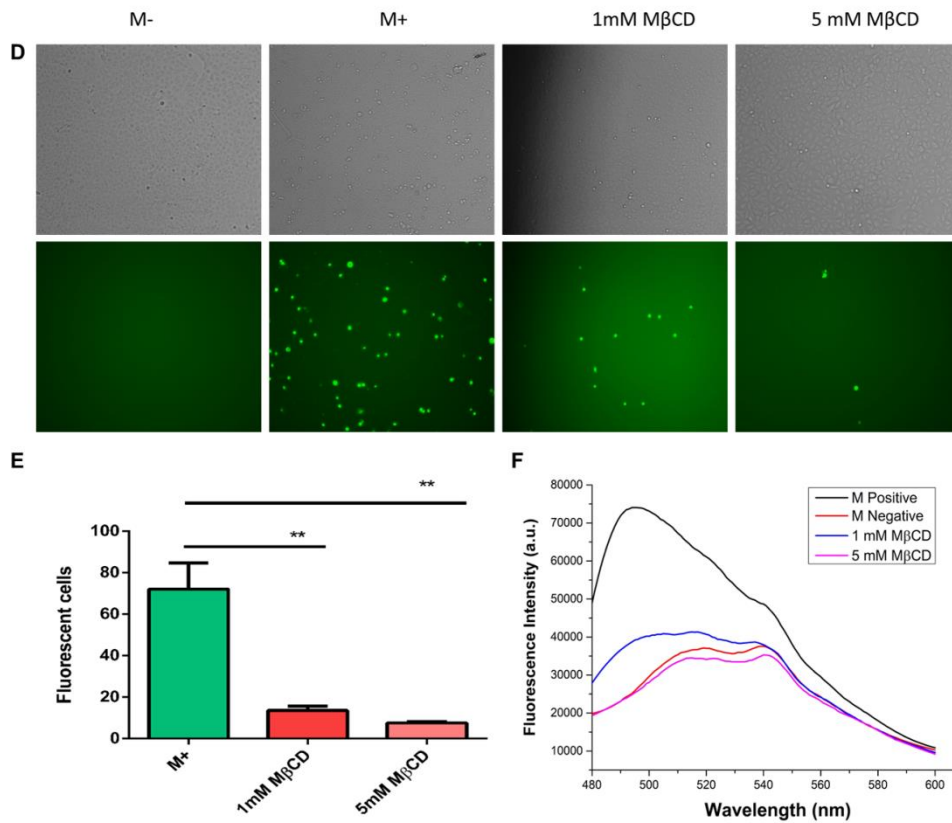 M- M+ 1mM MβCD 5 mM MβCD
D
E
**
**
Fluorescent cells
100
80
60
40
20
0
M+
1mM MβCD
5mM MβCD
F
Fluorescence Intensity (a.u.)
80000
70000
60000
50000
40000
30000
20000
10000
M Positive
M Negative
1 mM MβCD
5 mM MβCD
480 500 520 540 560 580 600
Wavelength (nm)